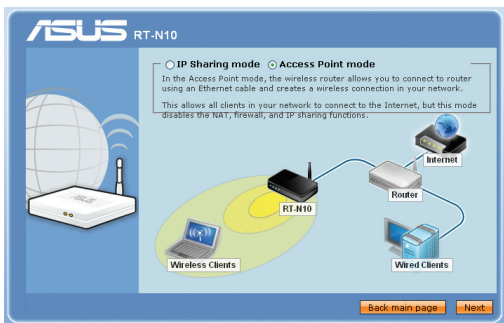 ASUS RT-N10
IP Sharing mode Access Point mode
In the Access Point mode, the wireless router allows you to connect to router
using an Ethernet cable and creates a wireless connection in your network.
This allows all clients in your network to connect to the Internet, but this mode
disables the NAT, firewall, and IP sharing functions.
Internet
Router
RT-N10
Wireless Clients
Wired Clients
Back main page Next